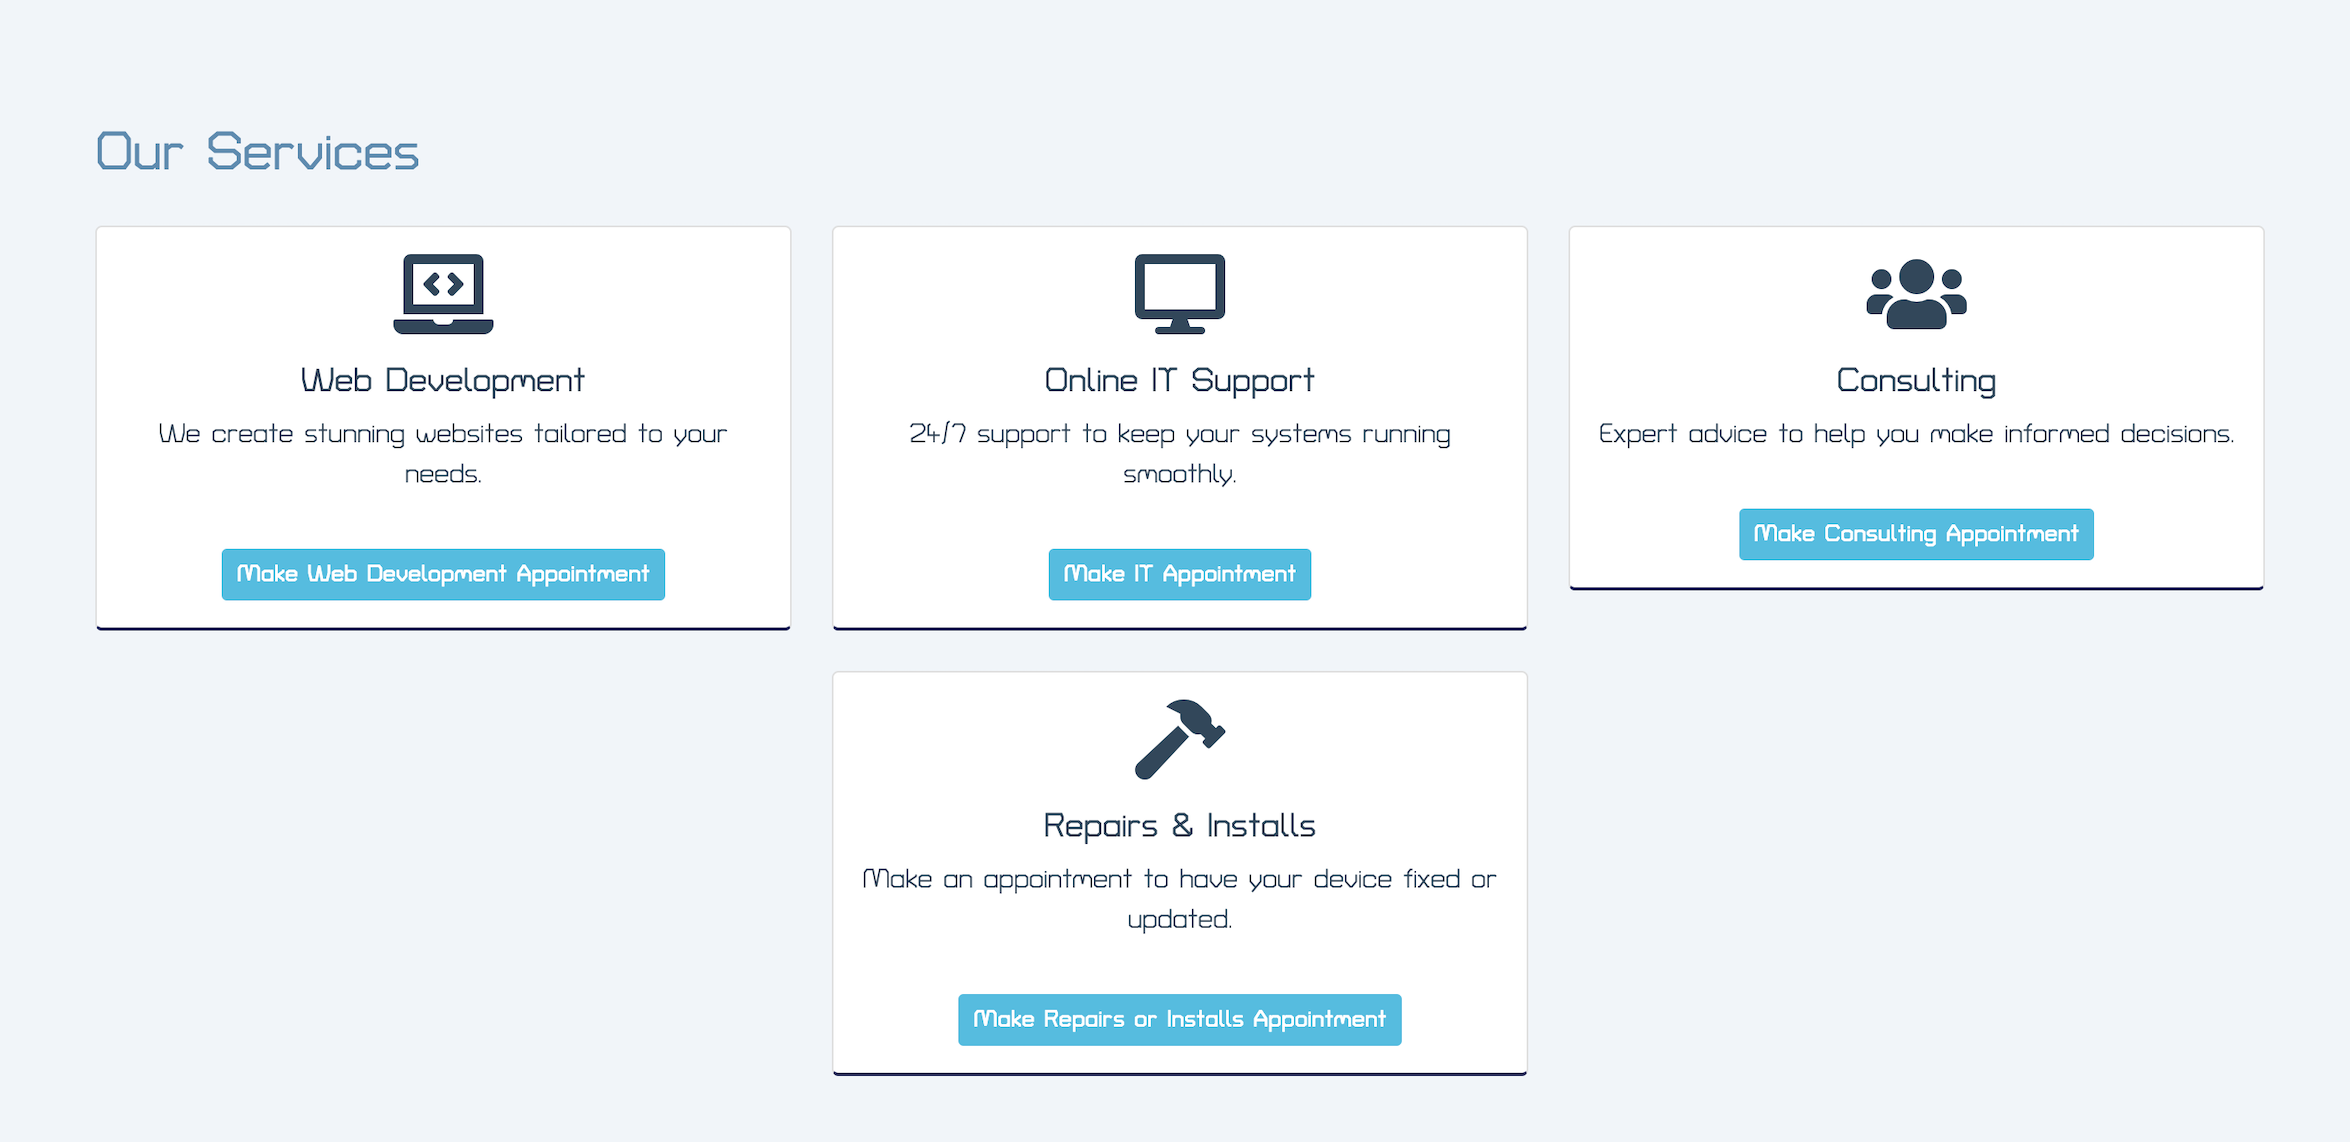 Our Services
Web Development
We create stunning websites tailored to your
needs.
Make Web Development Appointment
Online IT Support
24/7 support to keep your systems running
smoothly.
Make IT Appointment
Consulting
Expert advice to help you make informed decisions.
Make Consulting Appointment
Repairs & Installs
Make an appointment to have your device fixed or
updated.
Make Repairs or Installs Appointment